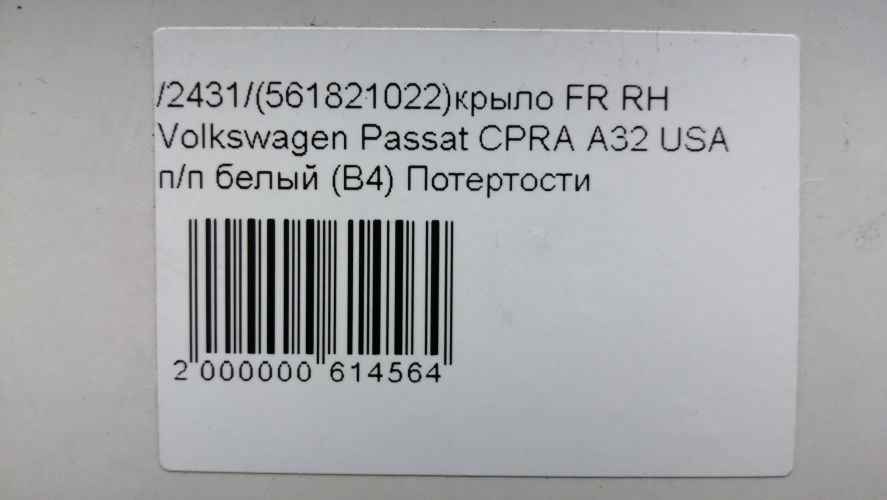 /2431/(561821022)крыло FR RH
Volkswagen Passat CPRA A32 USA
п/п белый (B4) Потертости
2 000000 614564